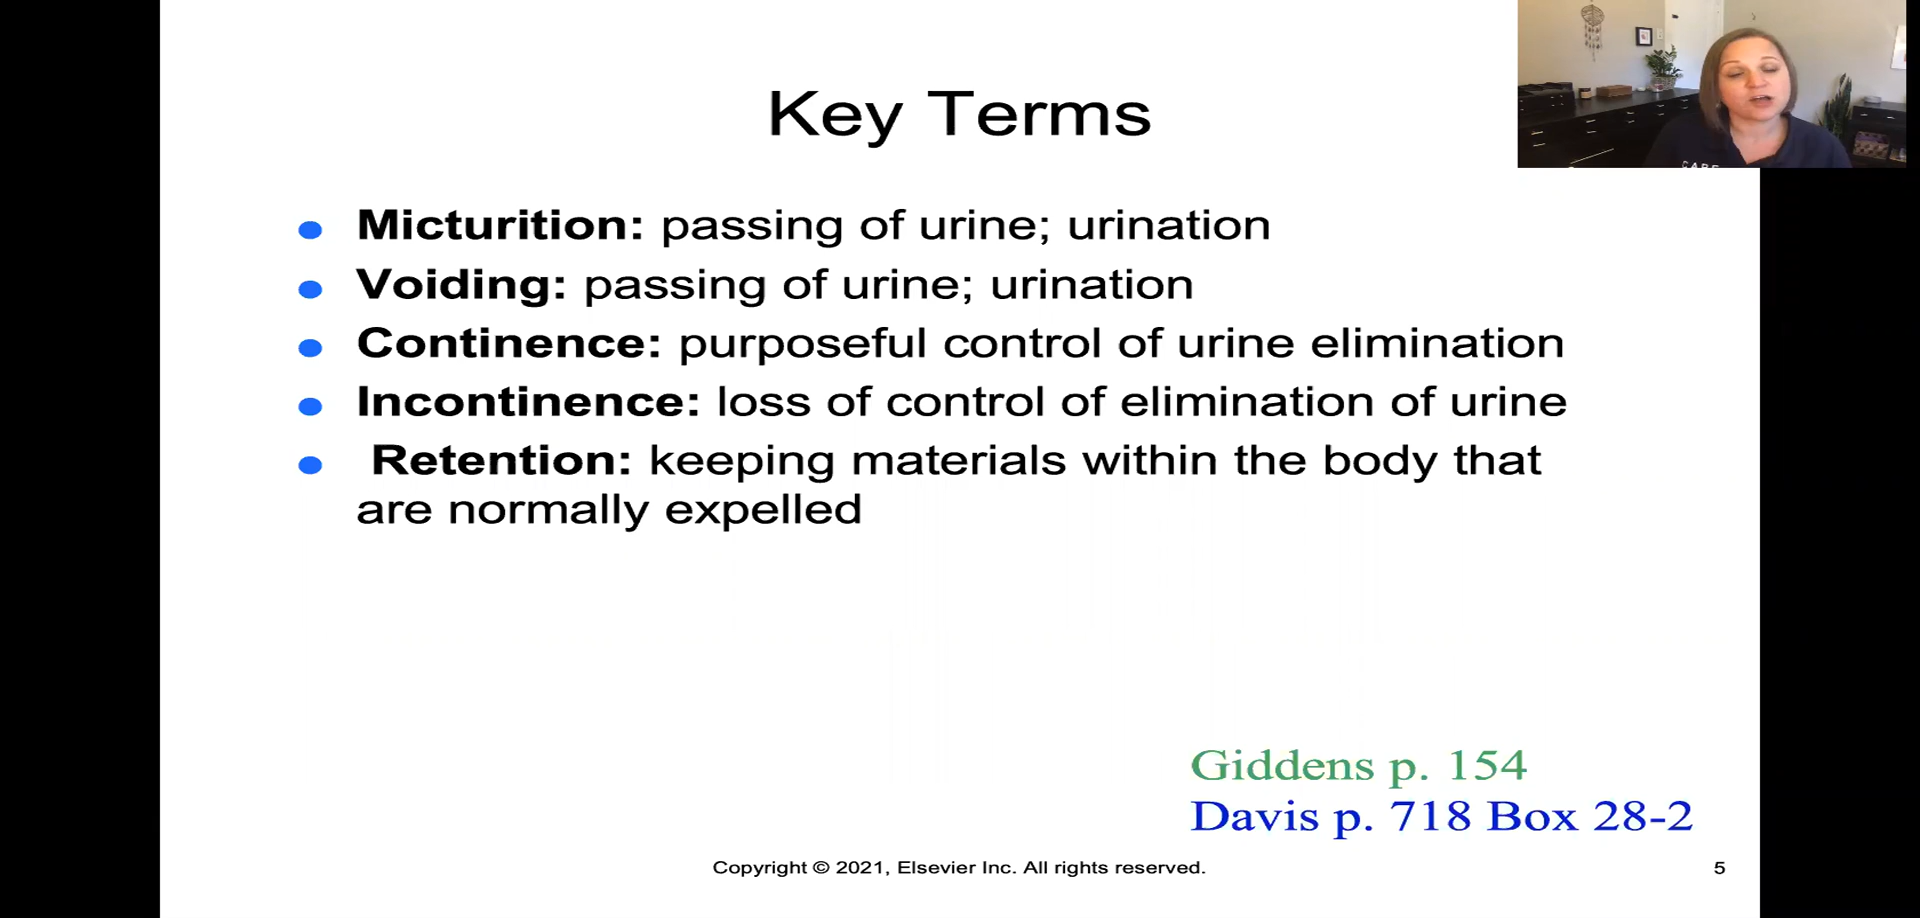 Key Terms
Micturition: passing of urine; urination
Voiding: passing of urine; urination
Continence: purposeful control of urine elimination
Incontinence: loss of control of elimination of urine
Retention: keeping materials within the body that
are normally expelled
Giddens p. 154
Davis p. 718 Box 28-2
Copyright © 2021, Elsevier Inc. All rights reserved.
5